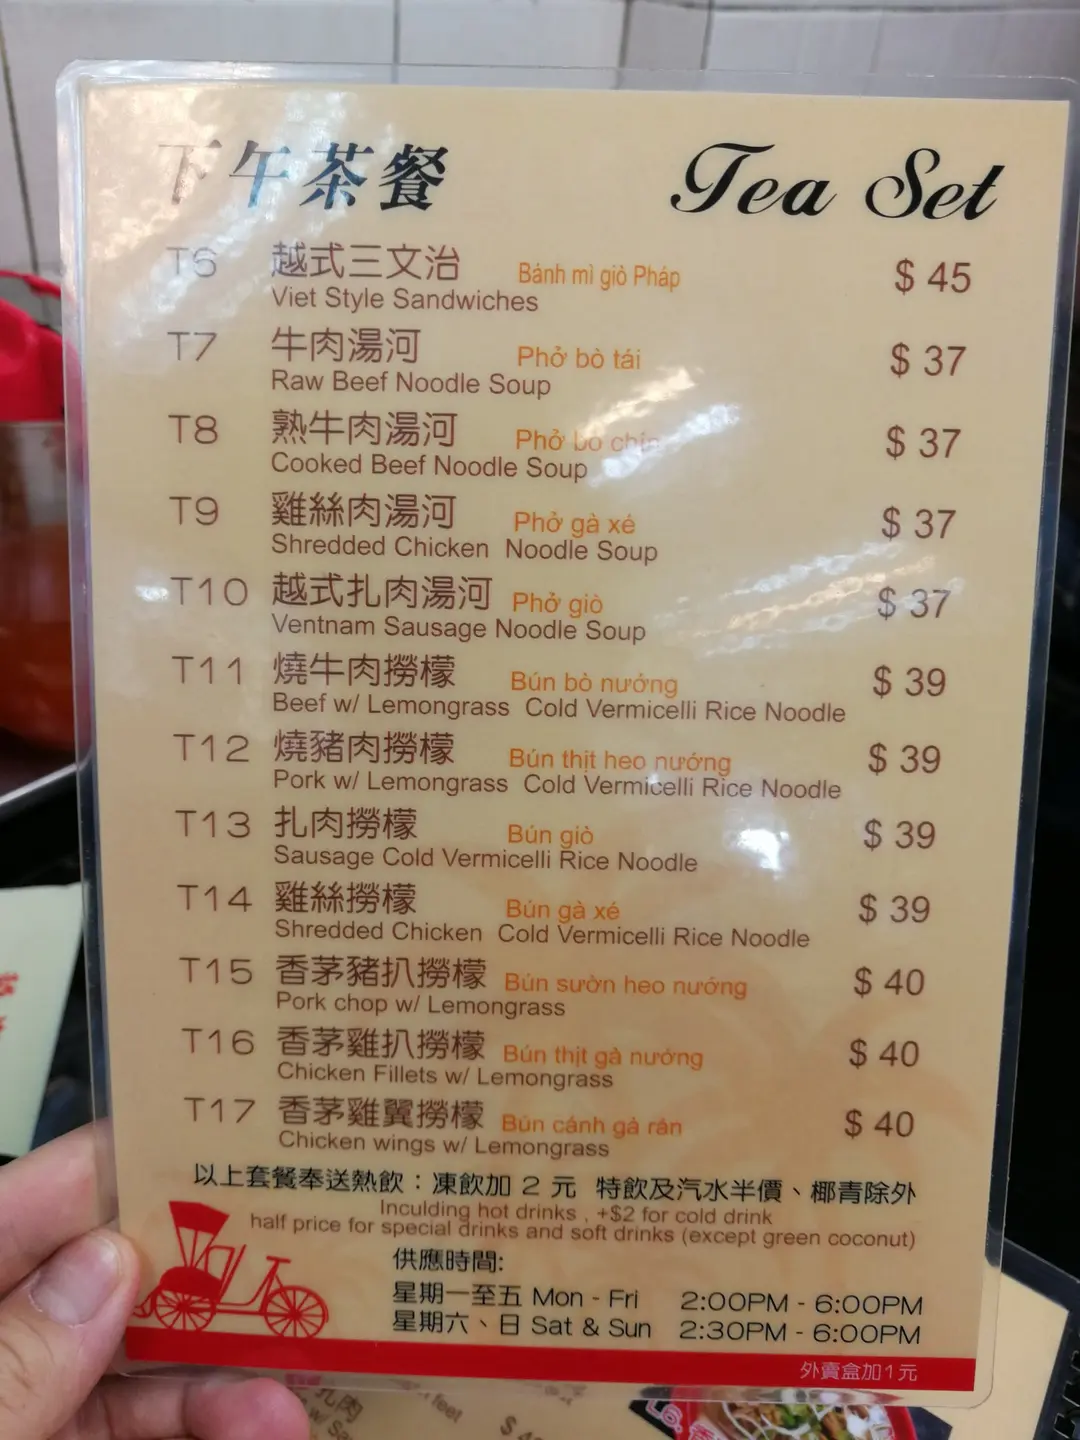 下午茶餐 Tea Set
T6 越式三文治 Bánh mì giò Pháp $ 45
Viet Style Sandwiches
T7 牛肉湯河 Phở bò tái $ 37
Raw Beef Noodle Soup
T8 熟牛肉湯河 Phở bò chín $ 37
Cooked Beef Noodle Soup
T9 雞絲肉湯河 Phở gà xé $ 37
Shredded Chicken Noodle Soup
T10 越式扎肉湯河 Phở giò $ 37
Ventnam Sausage Noodle Soup
T11 燒牛肉撈檬 Bún bò nướng $ 39
Beef w/ Lemongrass Cold Vermicelli Rice Noodle
T12 燒豬肉撈檬 Bún thịt heo nướng $ 39
Pork w/ Lemongrass Cold Vermicelli Rice Noodle
T13 扎肉撈檬 Bún giò $ 39
Sausage Cold Vermicelli Rice Noodle
T14 雞絲撈檬 Bún gà xé $ 39
Shredded Chicken Cold Vermicelli Rice Noodle
T15 香茅豬扒撈檬 Bún sườn heo nướng $ 40
Pork chop w/ Lemongrass
T16 香茅雞扒撈檬 Bún thịt gà nướng $ 40
Chicken Fillets w/ Lemongrass
T17 香茅雞翼撈檬 Bún cánh gà rán $ 40
Chicken wings w/ Lemongrass
以上套餐奉送熱飲：凍飲加 2 元 特飲及汽水半價、椰青除外
Inculding hot drinks , +$2 for cold drink
half price for special drinks and soft drinks (except green coconut)
供應時間:
星期一至五 Mon - Fri 2:00PM - 6:00PM
星期六、日 Sat & Sun 2:30PM - 6:00PM
外賣盒加1元
扎肉
feet
w/